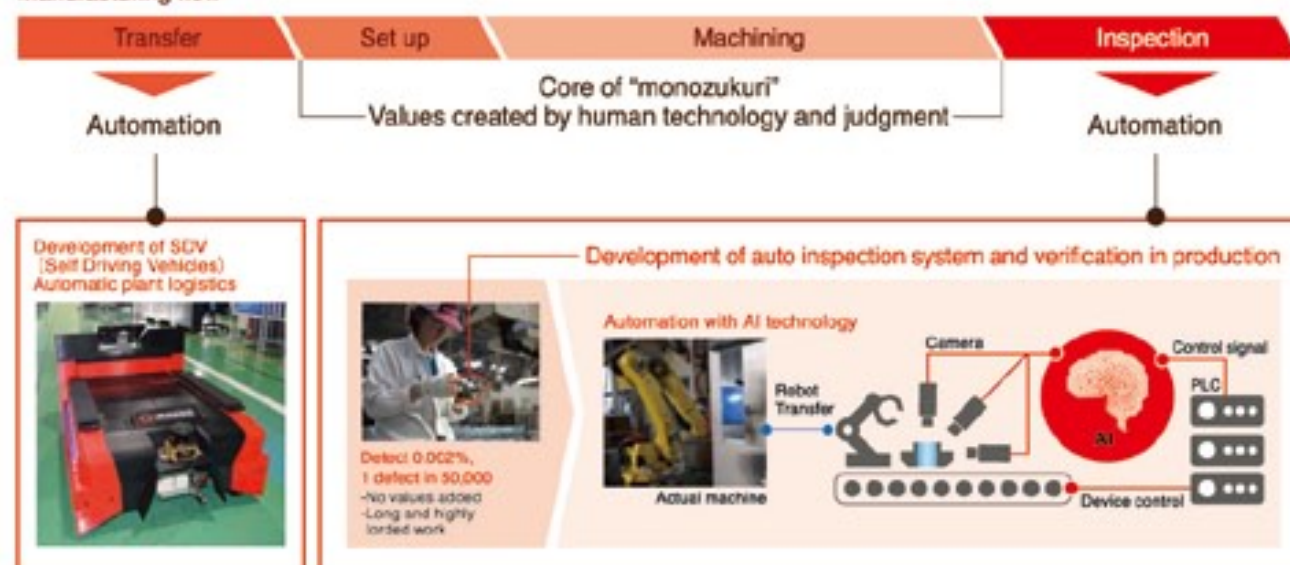 Transfer
Set up
Machining
Inspection
Core of "monozukuri"
Values created by human technology and judgment
Automation
Automation
Development of SDV
(Self Driving Vehicles)
Automatic plant logistics
Development of auto inspection system and verification in production
Detect 0.002%,
1 defect in 50,000
-No values added
-Long and highly
lorded work
Automation with AI technology
Actual machine
Robot
Transfer
Camera
AI
Control signal
PLC
Device control